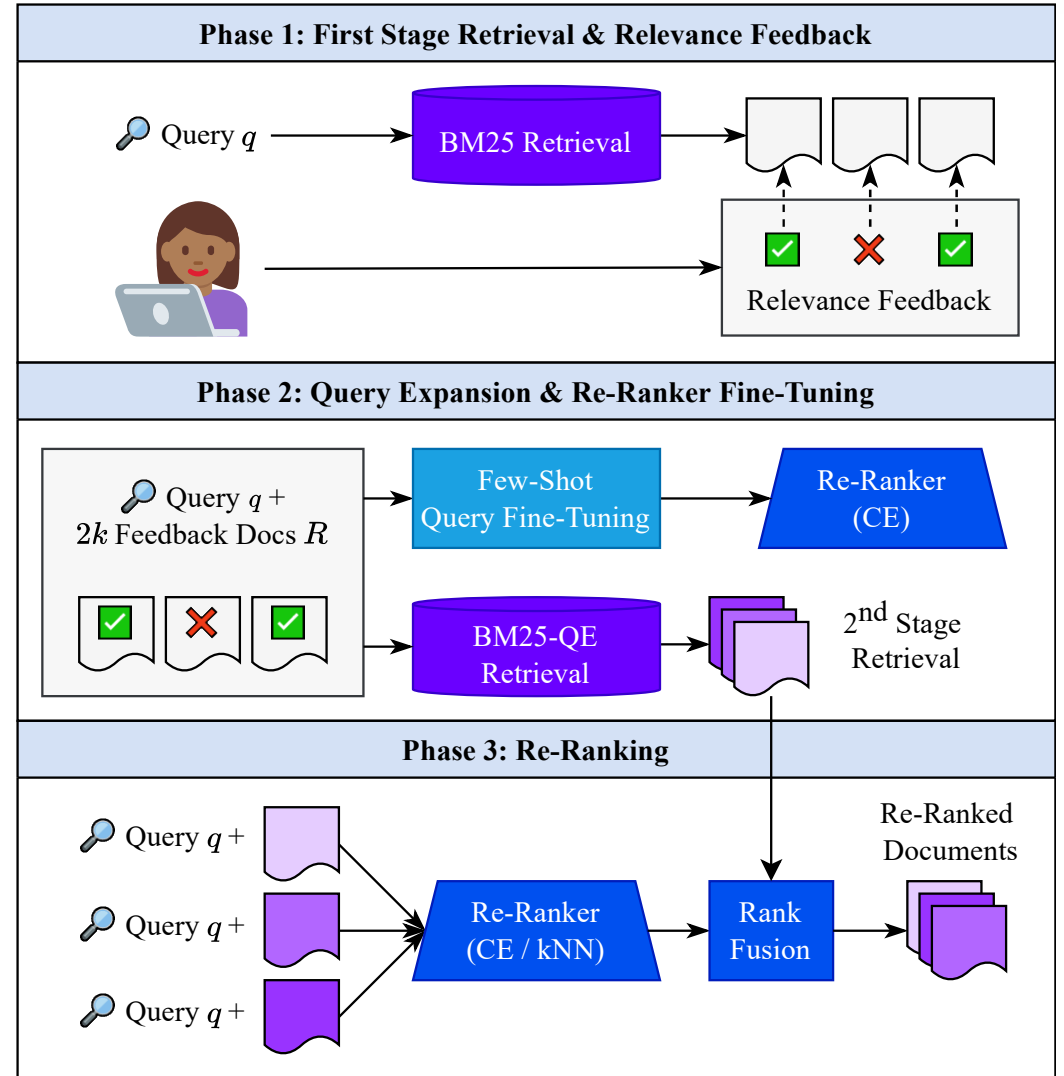 Phase 1: First Stage Retrieval & Relevance Feedback
Query q
BM25 Retrieval
Relevance Feedback
Phase 2: Query Expansion & Re-Ranker Fine-Tuning
Query q +
2k Feedback Docs R
Few-Shot
Query Fine-Tuning
Re-Ranker
(CE)
BM25-QE
Retrieval
2nd Stage
Retrieval
Phase 3: Re-Ranking
Query q +
Query q +
Query q +
Re-Ranker
(CE / kNN)
Rank
Fusion
Re-Ranked
Documents